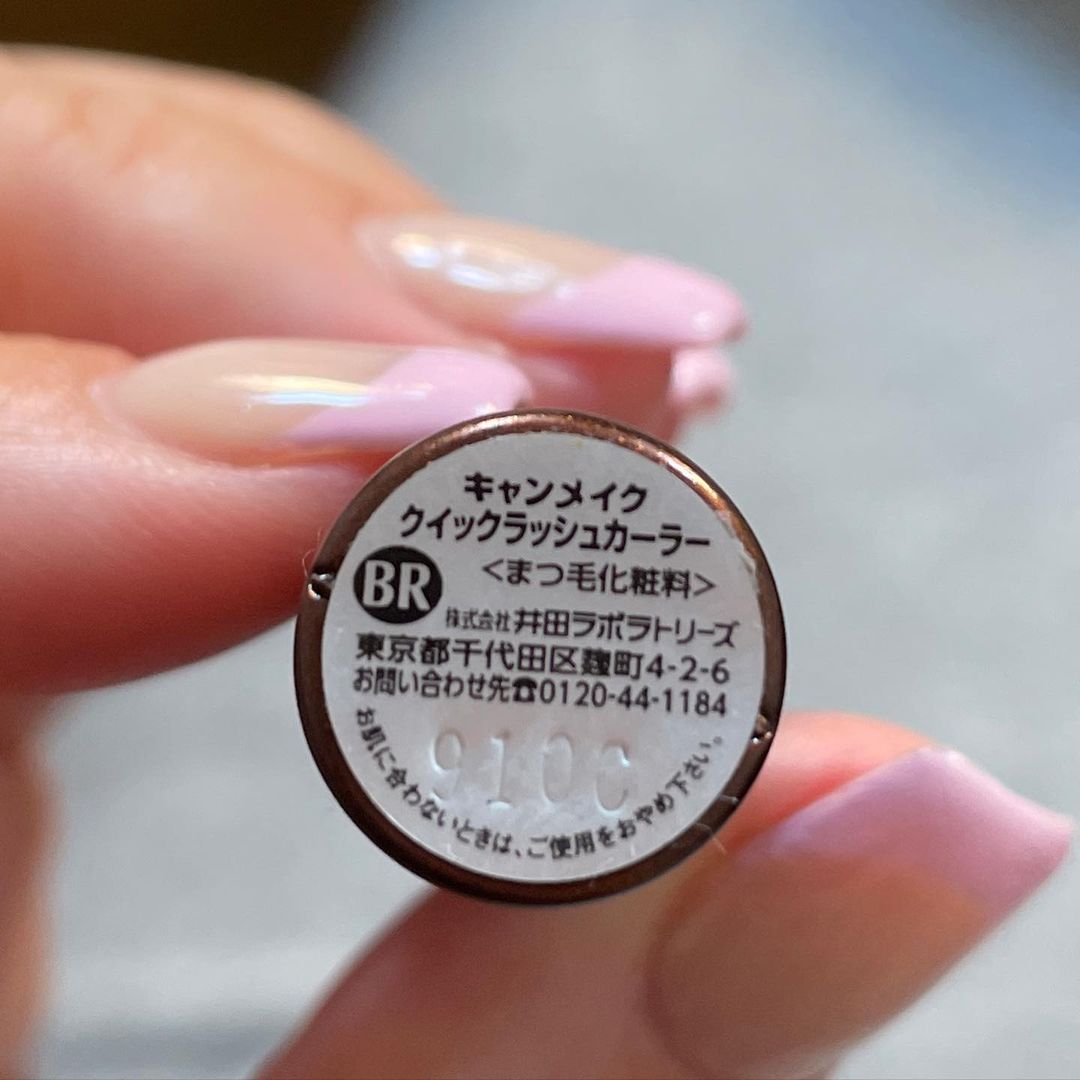 キャンメイク
クイックラッシュカーラー
BR
＜まつ毛化粧料＞
株式会社 井田ラボラトリーズ
東京都千代田区麹町4-2-6
お問い合わせ先☎0120-44-1184
910C
お肌に合わないときは、ご使用をおやめ下さい。